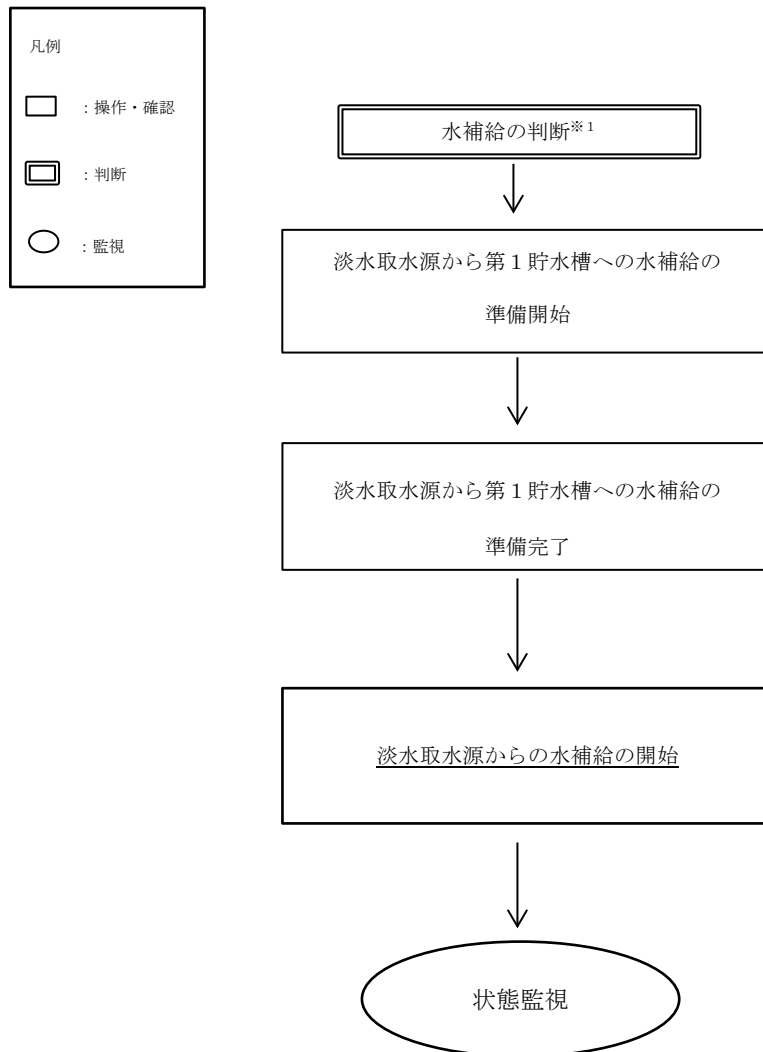 凡例
：操作・確認
：判断
：監視
水補給の判断※1
淡水取水源から第１貯水槽への水補給の
準備開始
淡水取水源から第１貯水槽への水補給の
準備完了
淡水取水源からの水補給の開始
状態監視